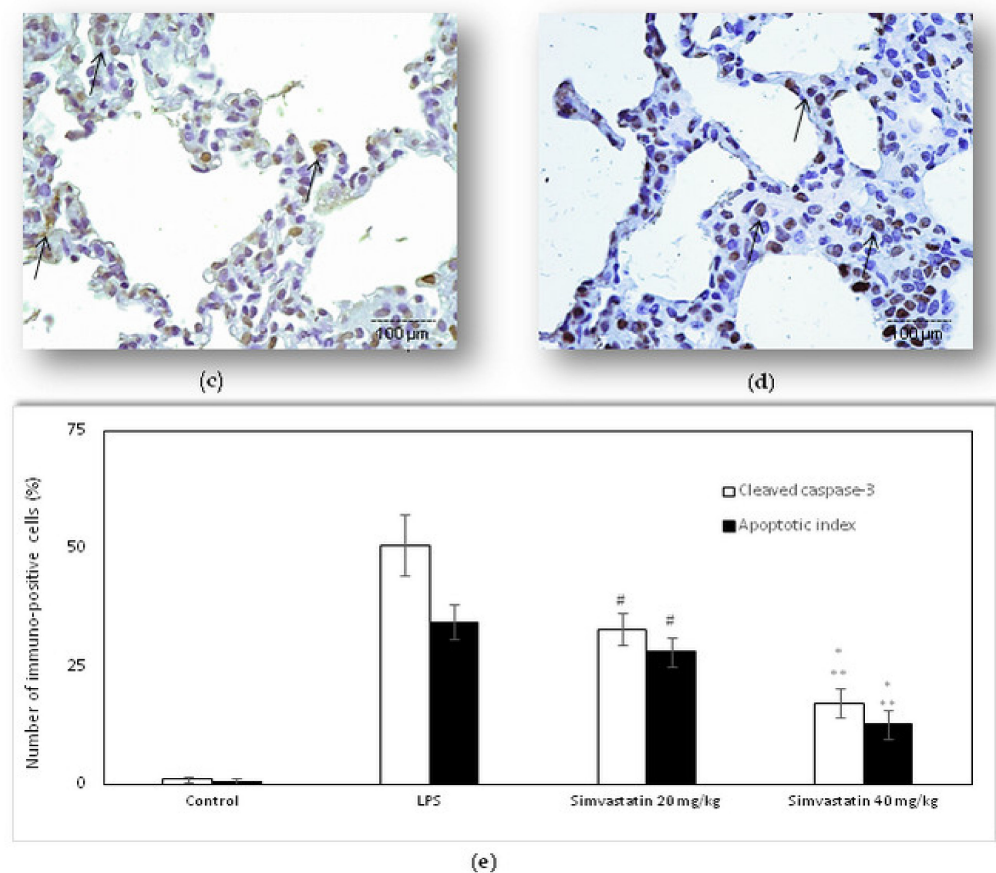 100 µm
100 µm
(c)
(d)
75
50
25
0
Number of immuno-positive cells (%)
Cleaved caspase-3
Apoptotic index
#
#
*
**
*
**
Control
LPS
Simvastatin 20 mg/kg
Simvastatin 40 mg/kg
(e)